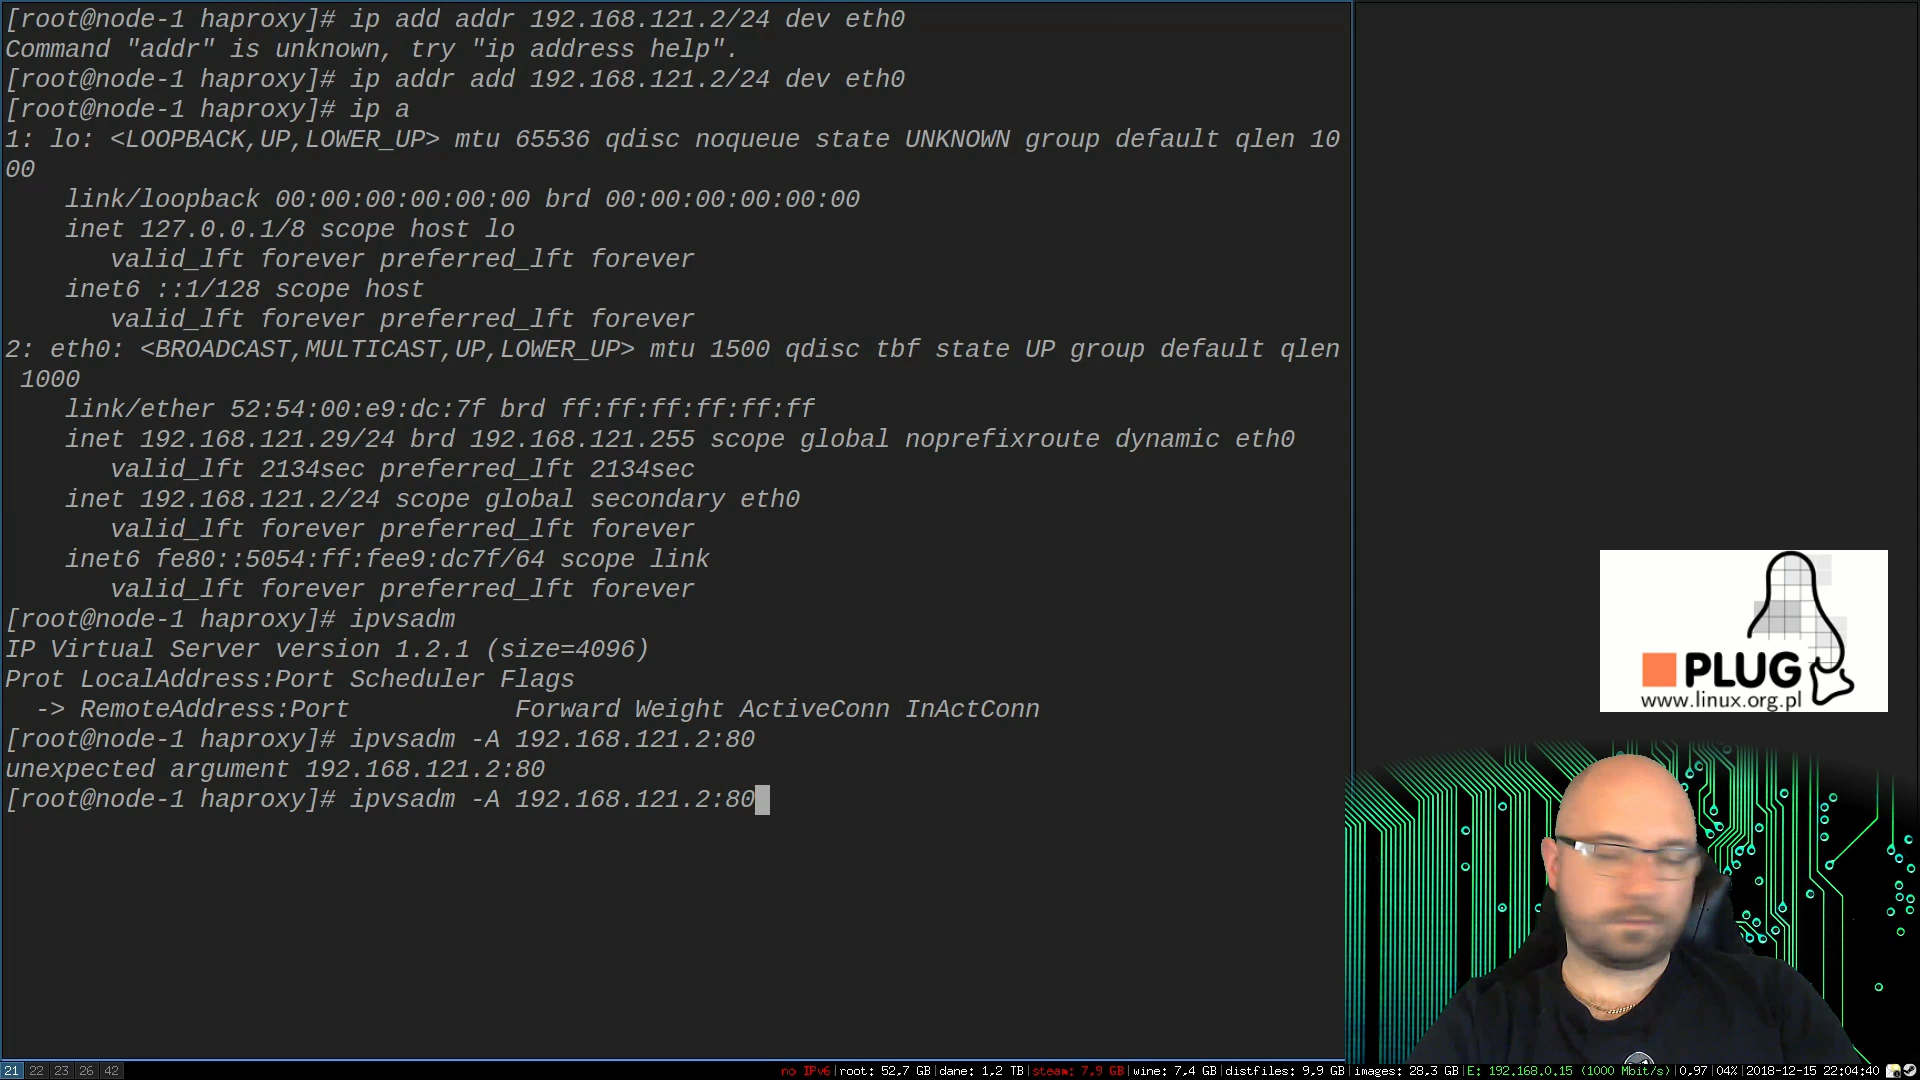 [root@node-1 haproxy]# ip add addr 192.168.121.2/24 dev eth0
Command "addr" is unknown, try "ip address help".
[root@node-1 haproxy]# ip addr add 192.168.121.2/24 dev eth0
[root@node-1 haproxy]# ip a
1: lo: <LOOPBACK,UP,LOWER_UP> mtu 65536 qdisc noqueue state UNKNOWN group default qlen 10
00
    link/loopback 00:00:00:00:00:00 brd 00:00:00:00:00:00
    inet 127.0.0.1/8 scope host lo
       valid_lft forever preferred_lft forever
    inet6 ::1/128 scope host
       valid_lft forever preferred_lft forever
2: eth0: <BROADCAST,MULTICAST,UP,LOWER_UP> mtu 1500 qdisc tbf state UP group default qlen
 1000
    link/ether 52:54:00:e9:dc:7f brd ff:ff:ff:ff:ff:ff
    inet 192.168.121.29/24 brd 192.168.121.255 scope global noprefixroute dynamic eth0
       valid_lft 2134sec preferred_lft 2134sec
    inet 192.168.121.2/24 scope global secondary eth0
       valid_lft forever preferred_lft forever
    inet6 fe80::5054:ff:fee9:dc7f/64 scope link
       valid_lft forever preferred_lft forever
[root@node-1 haproxy]# ipvsadm
IP Virtual Server version 1.2.1 (size=4096)
Prot LocalAddress:Port Scheduler Flags
  -> RemoteAddress:Port           Forward Weight ActiveConn InActConn
[root@node-1 haproxy]# ipvsadm -A 192.168.121.2:80
unexpected argument 192.168.121.2:80
[root@node-1 haproxy]# ipvsadm -A 192.168.121.2:80
PLUG
www.linux.org.pl
21 22 23 26 42
no IPv6|root: 52,7 GB|dane: 1,2 TB|steam: 7,9 GB|wine: 7,4 GB|distfiles: 9,9 GB|images: 28,3 GB|E: 192.168.0.15 (1000 Mbit/s)|0,97|04%|2018-12-15 22:04:40